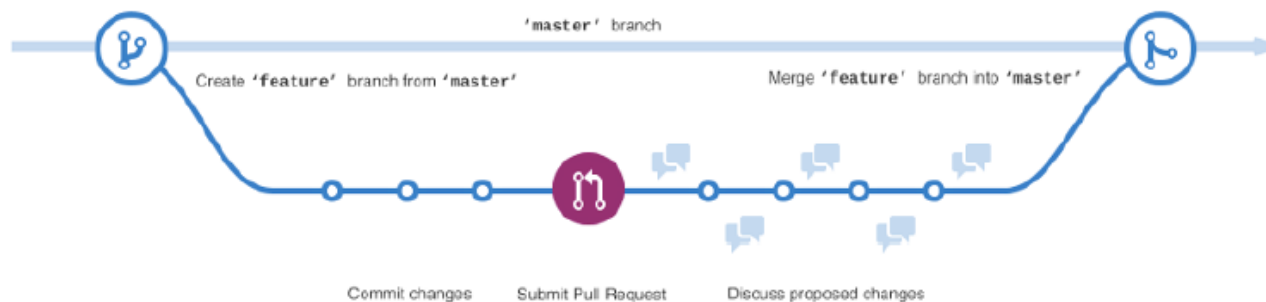 ‘master’ branch
Create ‘feature’ branch from ‘master’
Merge ‘feature’ branch into ‘master’
Commit changes
Submit Pull Request
Discuss proposed changes